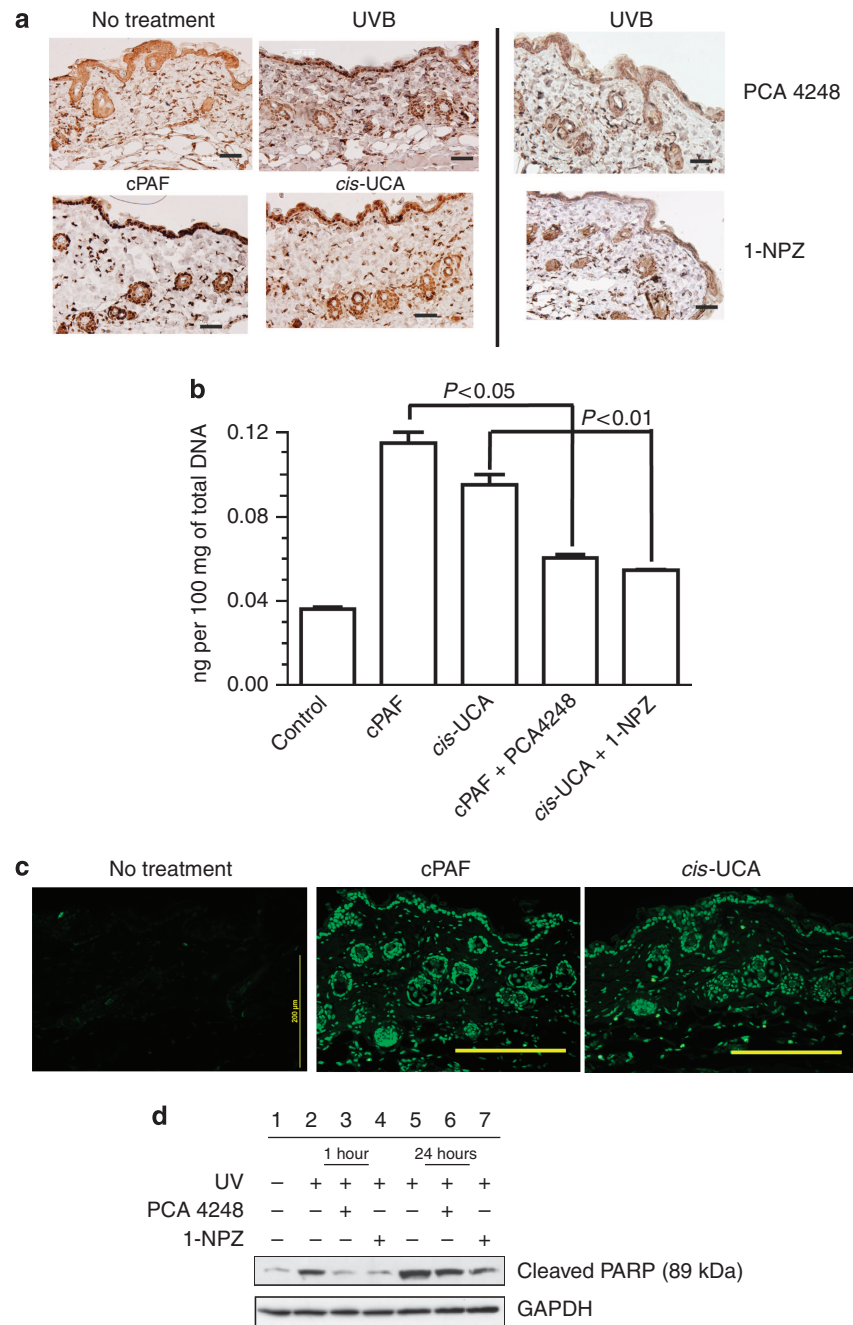 a
No treatment
UVB
UVB
PCA 4248
cPAF
cis-UCA
1-NPZ
b
P<0.05
P<0.01
ng per 100 mg of total DNA
0.12
0.08
0.04
0.00
Control
cPAF
cis-UCA
cPAF + PCA4248
cis-UCA + 1-NPZ
c
No treatment
cPAF
cis-UCA
200 µm
d
1 2 3 4 5 6 7
1 hour 24 hours
UV − + + + + + +
PCA 4248 − − + − − + −
1-NPZ − − − + − − +
Cleaved PARP (89 kDa)
GAPDH